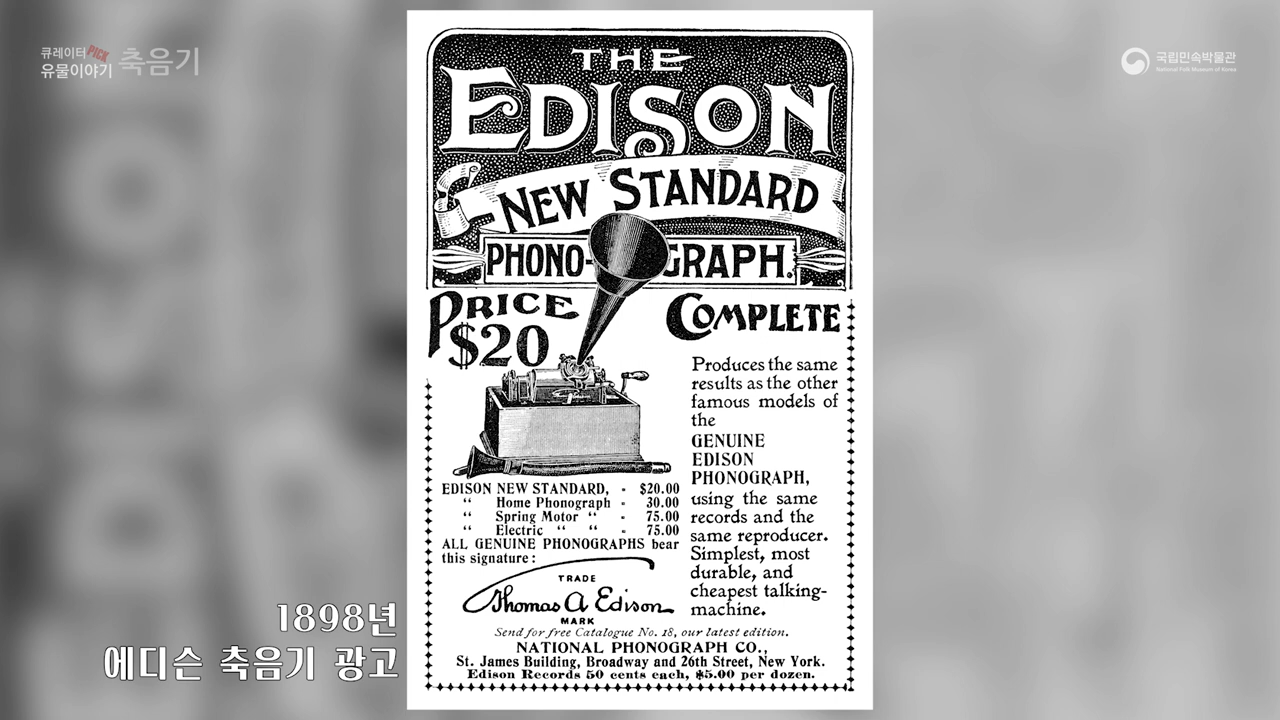 큐레이터 PICK
유물이야기 축음기
국립민속박물관
National Folk Museum of Korea
THE
EDISON
NEW STANDARD
PHONO-GRAPH.
PRICE
$20
COMPLETE
Produces the same
results as the other
famous models of
the
GENUINE
EDISON
PHONOGRAPH,
using the same
records and the
same reproducer.
Simplest, most
durable, and
cheapest talking-
machine.
EDISON NEW STANDARD, - $20.00
“ Home Phonograph - 30.00
“ Spring Motor “ - 75.00
“ Electric “ “ - 75.00
ALL GENUINE PHONOGRAPHS bear
this signature:
TRADE
Thomas A Edison
MARK
Send for free Catalogue No. 18, our latest edition.
NATIONAL PHONOGRAPH CO.,
St. James Building, Broadway and 26th Street, New York.
Edison Records 50 cents each, $5.00 per dozen.
1898년
에디슨 축음기 광고